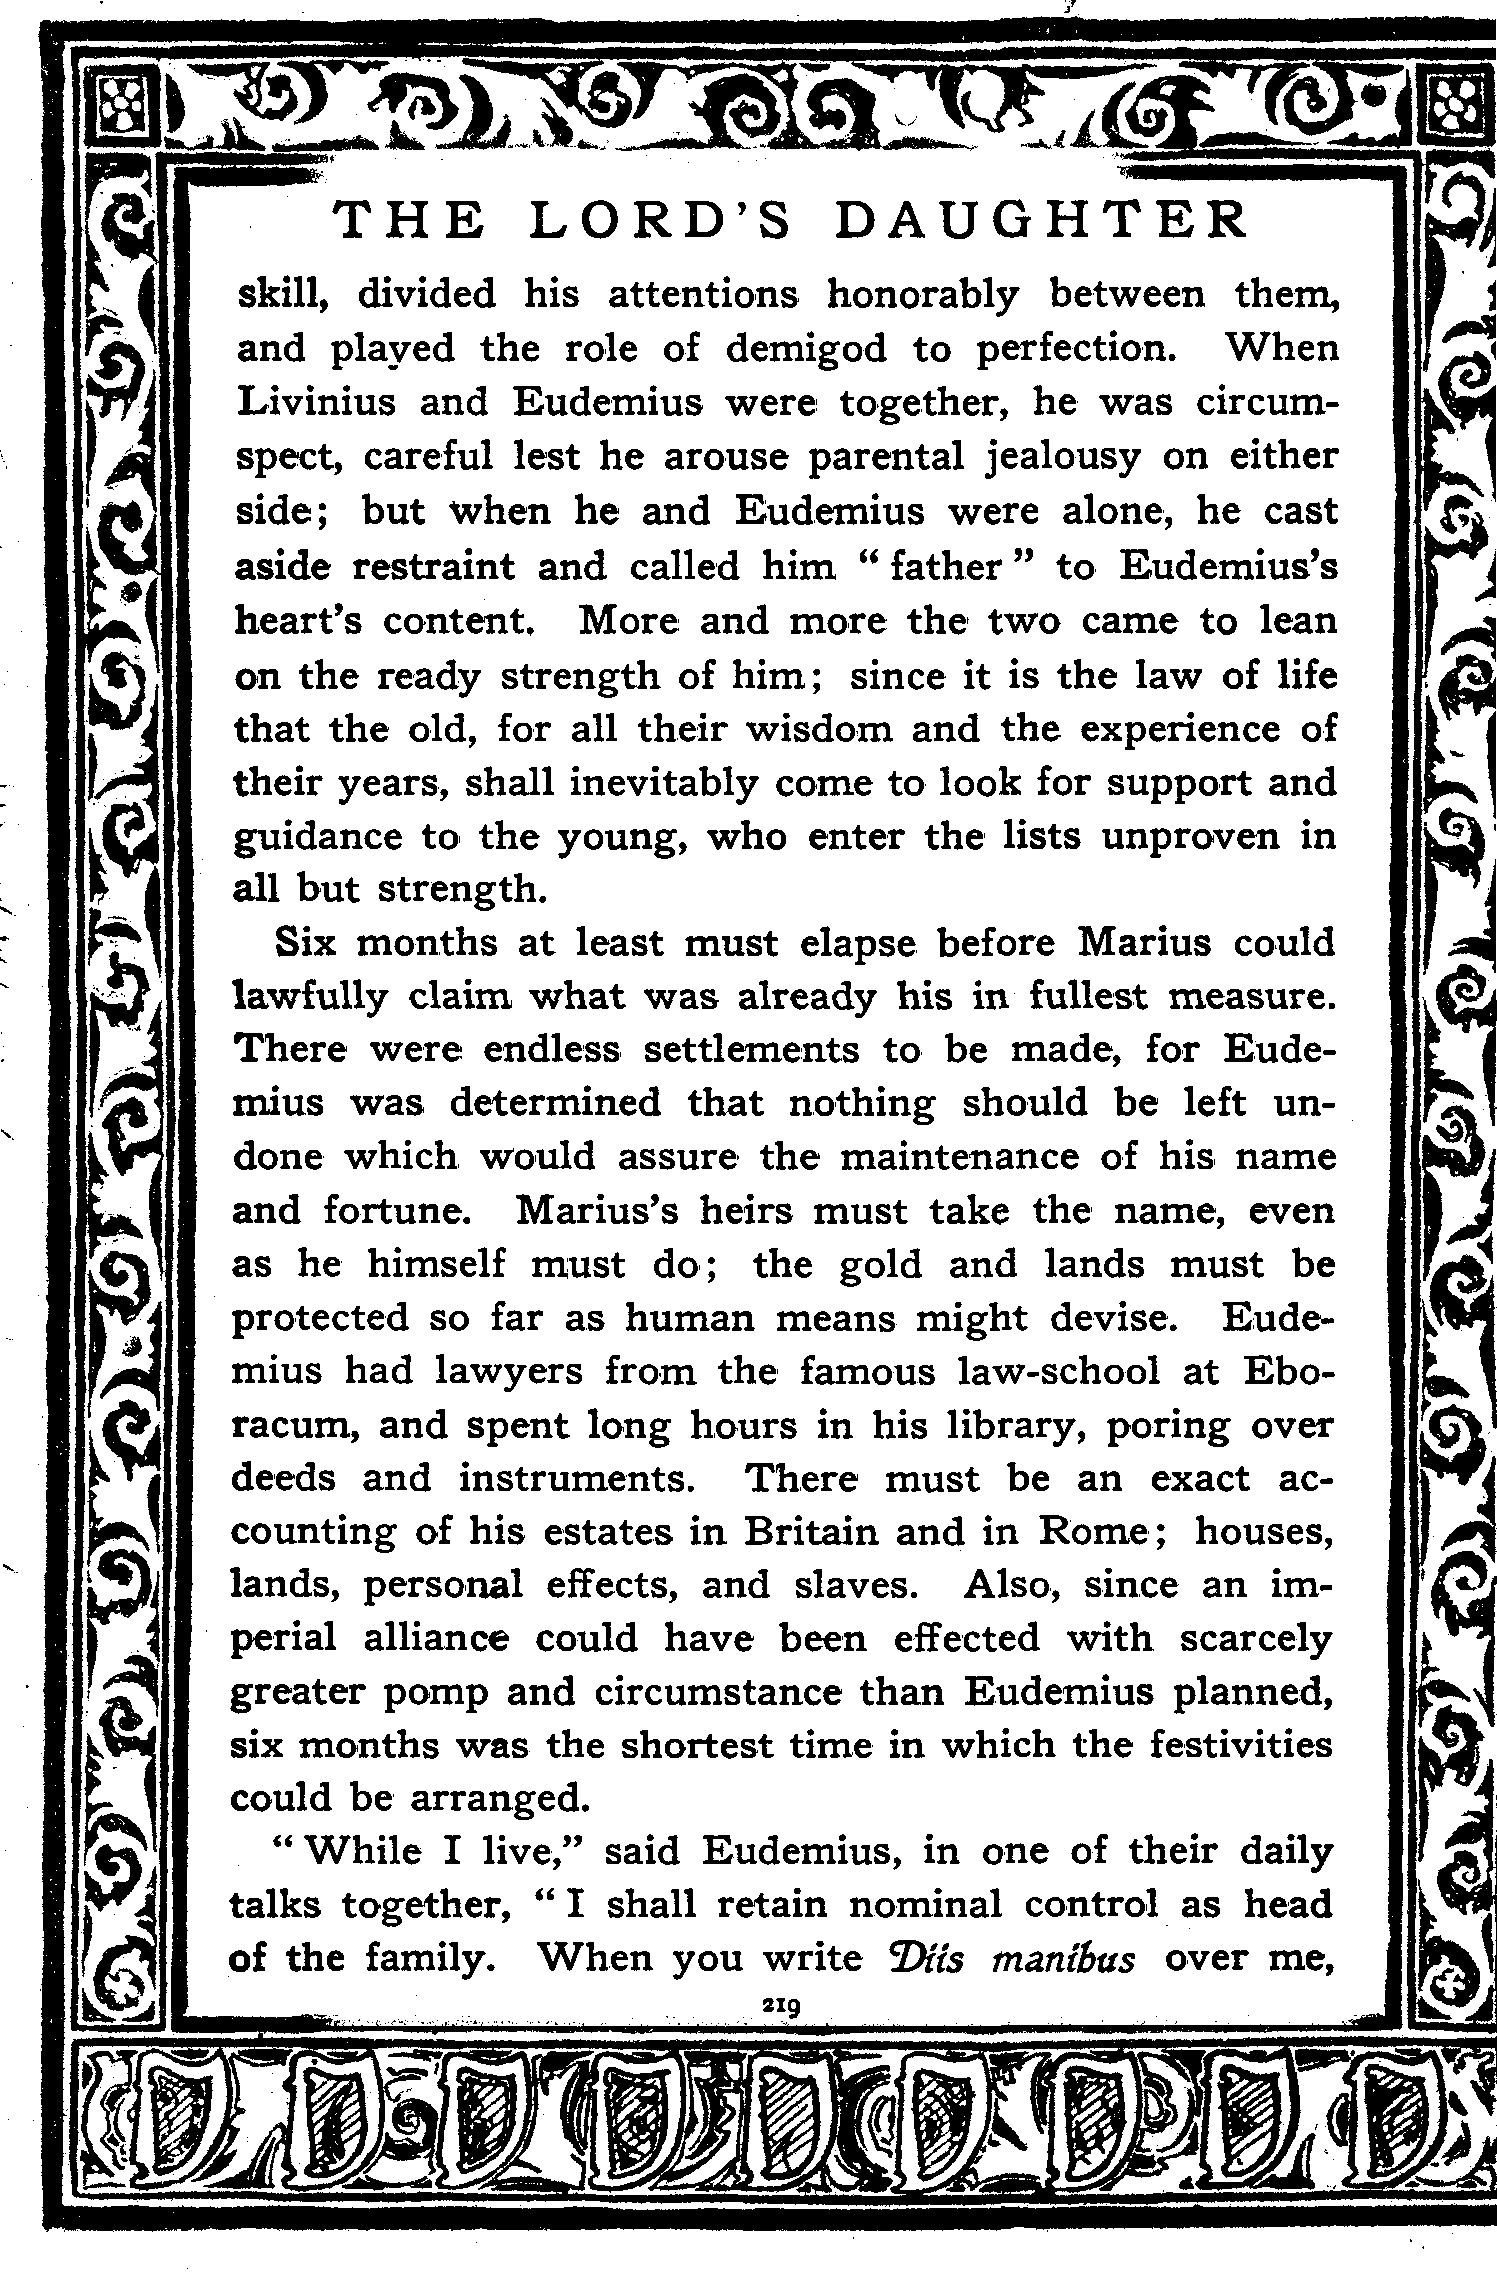 THE LORD'S DAUGHTER
skill, divided his attentions honorably between them,
and played the role of demigod to perfection. When
Livinius and Eudemius were together, he was circum-
spect, careful lest he arouse parental jealousy on either
side; but when he and Eudemius were alone, he cast
aside restraint and called him “ father ” to Eudemius's
heart's content. More and more the two came to lean
on the ready strength of him; since it is the law of life
that the old, for all their wisdom and the experience of
their years, shall inevitably come to look for support and
guidance to the young, who enter the lists unproven in
all but strength.
Six months at least must elapse before Marius could
lawfully claim what was already his in fullest measure.
There were endless settlements to be made, for Eude-
mius was determined that nothing should be left un-
done which would assure the maintenance of his name
and fortune. Marius's heirs must take the name, even
as he himself must do; the gold and lands must be
protected so far as human means might devise. Eude-
mius had lawyers from the famous law-school at Ebo-
racum, and spent long hours in his library, poring over
deeds and instruments. There must be an exact ac-
counting of his estates in Britain and in Rome; houses,
lands, personal effects, and slaves. Also, since an im-
perial alliance could have been effected with scarcely
greater pomp and circumstance than Eudemius planned,
six months was the shortest time in which the festivities
could be arranged.
“ While I live,” said Eudemius, in one of their daily
talks together, “ I shall retain nominal control as head
of the family. When you write Diis manibus over me,
219